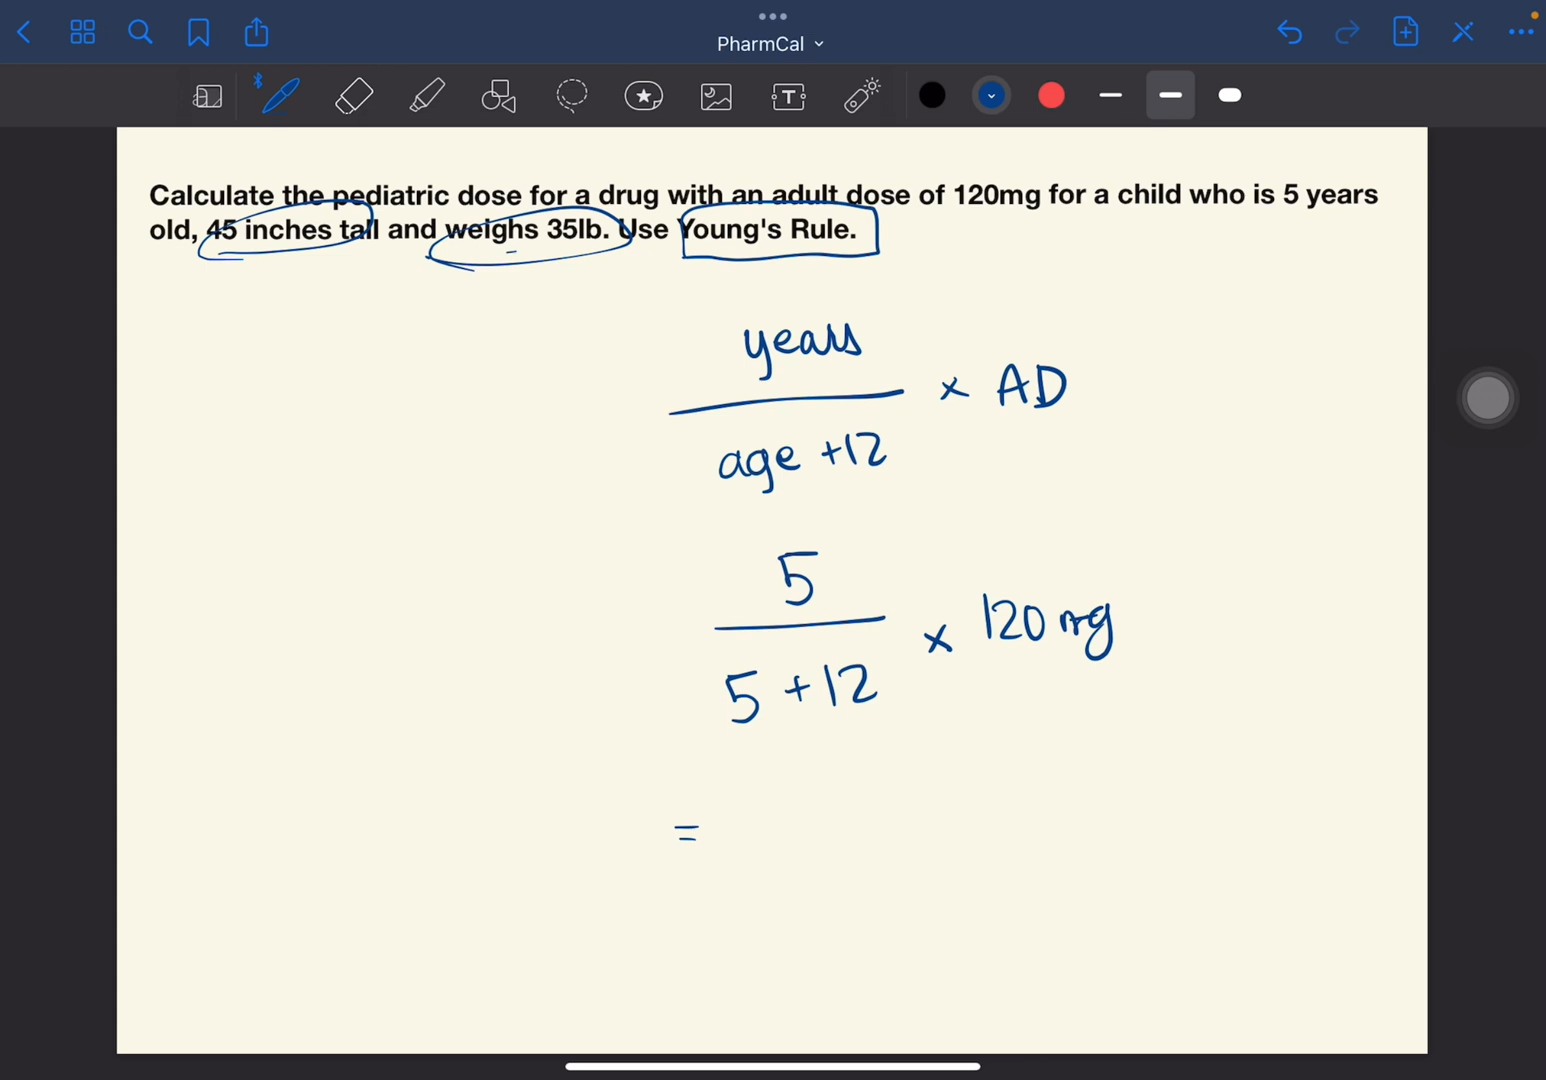 PharmCal
Calculate the pediatric dose for a drug with an adult dose of 120mg for a child who is 5 years
old, 45 inches tall and weighs 35lb. Use Young's Rule.
years
× AD
age +12
5
× 120 mg
5 +12
=